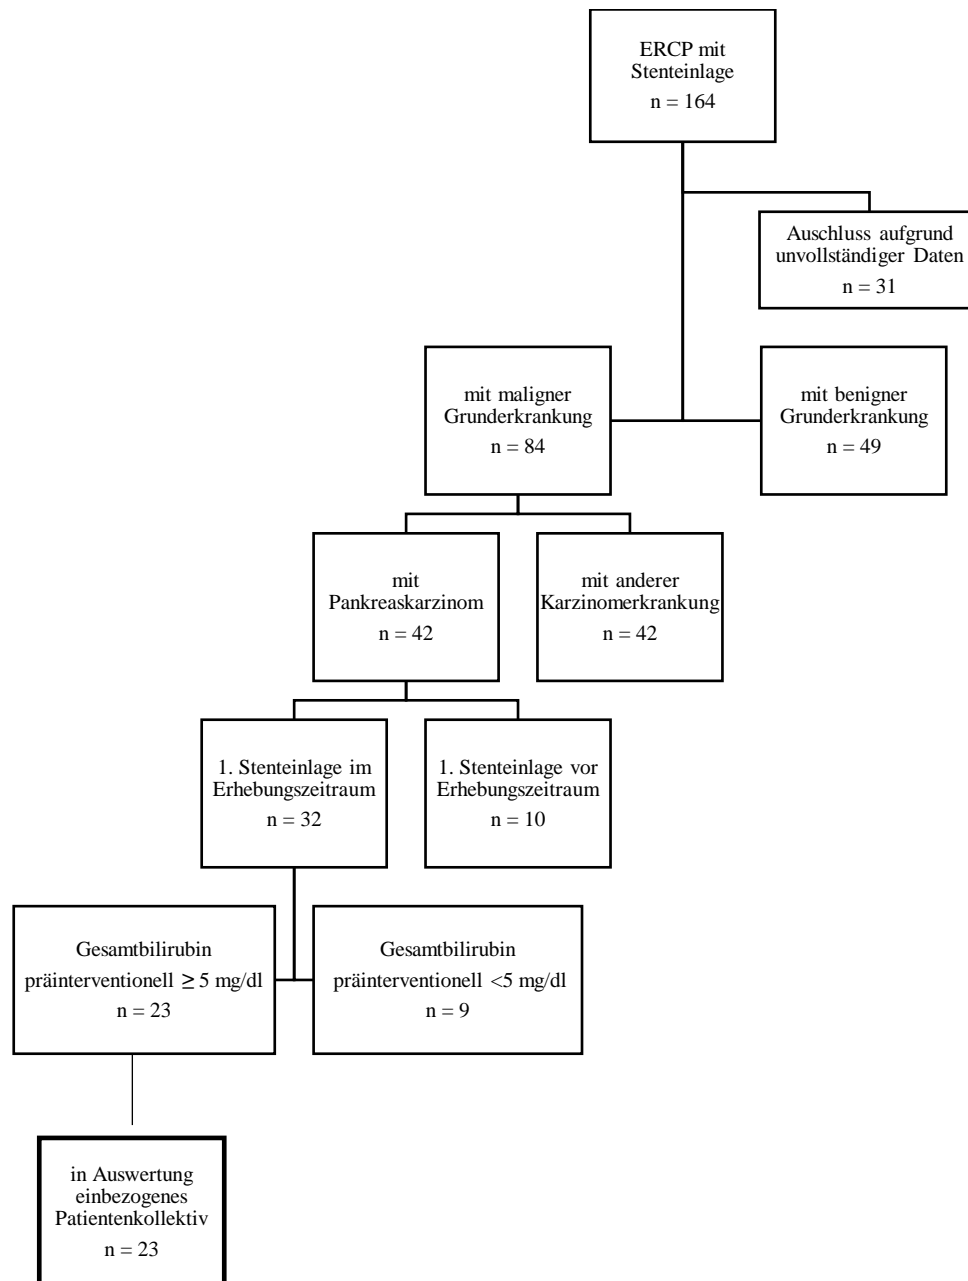 ERCP mit
Stenteinlage
n = 164
Auschluss aufgrund
unvollständiger Daten
n = 31
mit maligner
Grunderkrankung
n = 84
mit benigner
Grunderkrankung
n = 49
mit
Pankreaskarzinom
n = 42
mit anderer
Karzinomerkrankung
n = 42
1. Stenteinlage im
Erhebungszeitraum
n = 32
1. Stenteinlage vor
Erhebungszeitraum
n = 10
Gesamtbilirubin
präinterventionell ≥ 5 mg/dl
n = 23
Gesamtbilirubin
präinterventionell <5 mg/dl
n = 9
in Auswertung
einbezogenes
Patientenkollektiv
n = 23